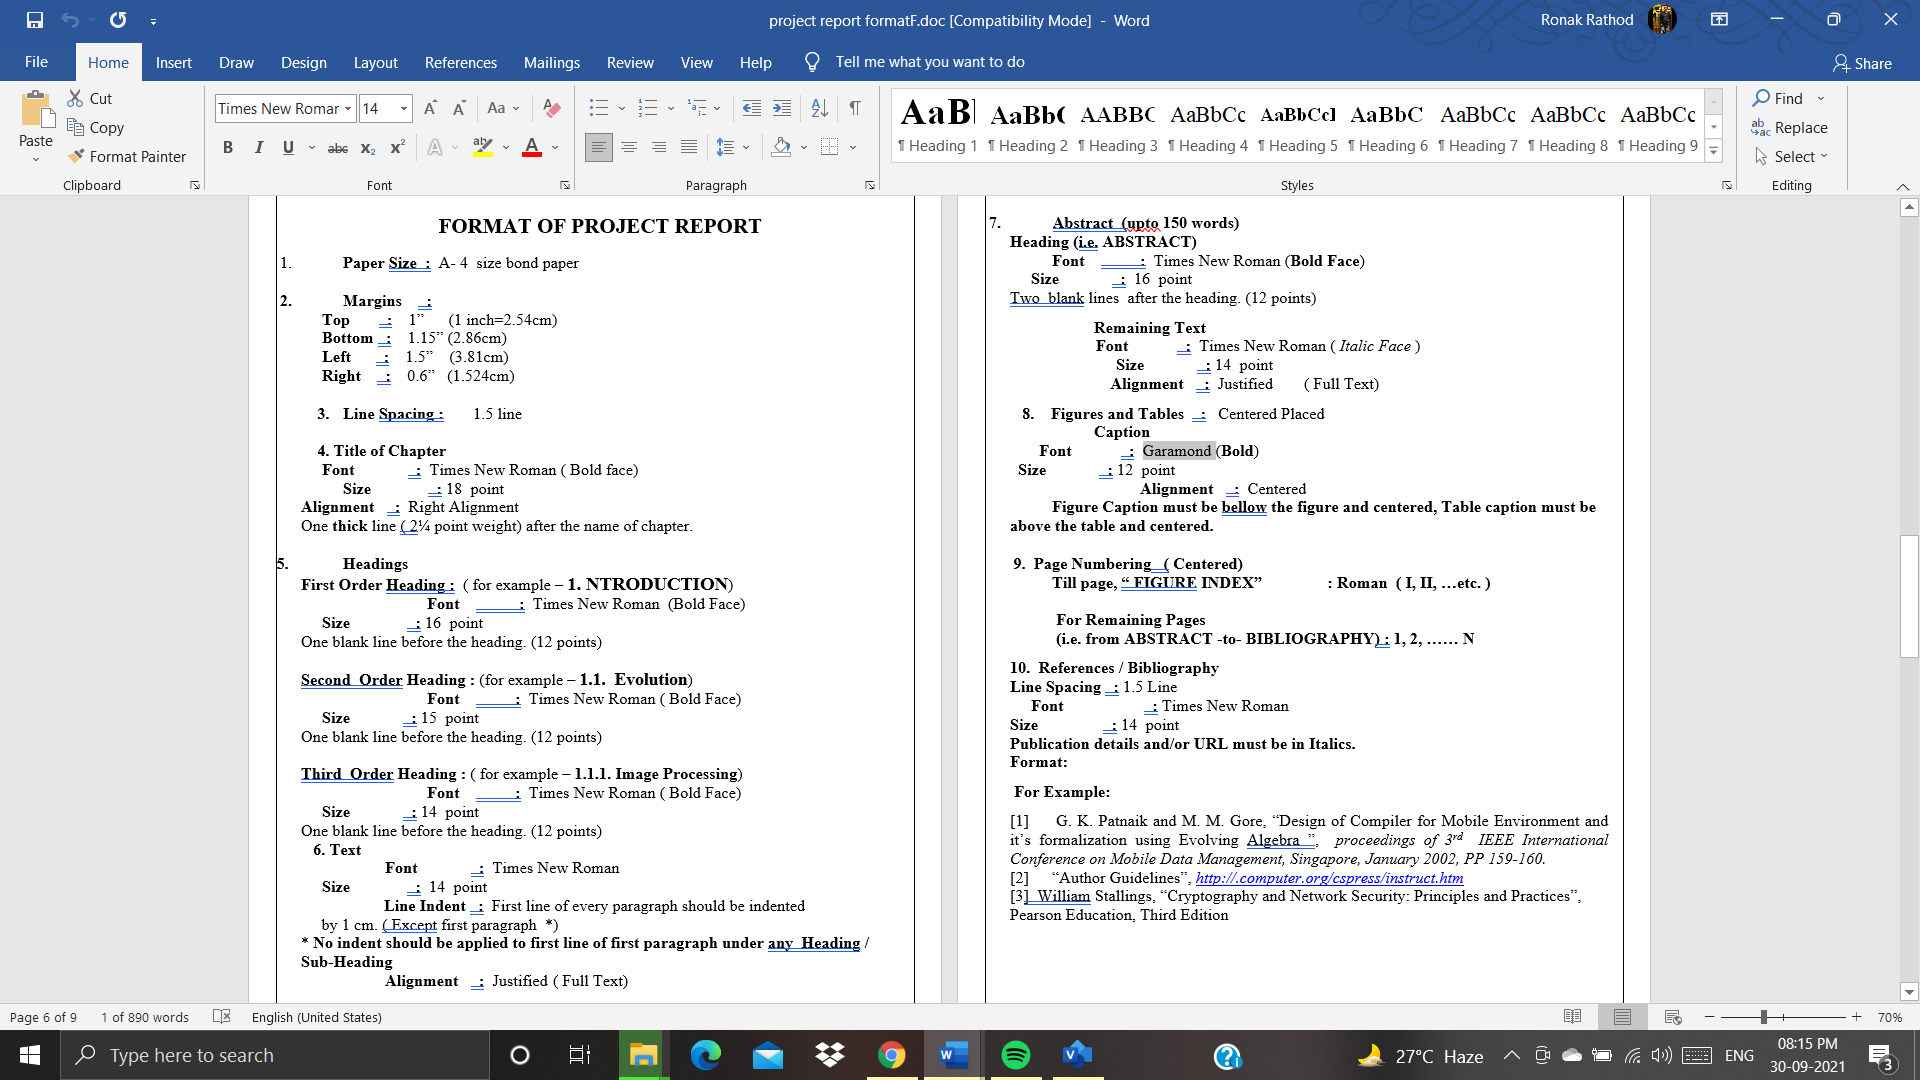 project report formatF.doc [Compatibility Mode] - Word
Ronak Rathod
File Home Insert Draw Design Layout References Mailings Review View Help Tell me what you want to do Share
Paste
Cut
Copy
Format Painter
Clipboard
Times New Romar 14
Font
Paragraph
AaB AaBb( AABBC AaBbCc AaBbCcI AaBbC AaBbCc AaBbCc AaBbCc
¶ Heading 1 ¶ Heading 2 ¶ Heading 3 ¶ Heading 4 ¶ Heading 5 ¶ Heading 6 ¶ Heading 7 ¶ Heading 8 ¶ Heading 9
Styles
Find
Replace
Select
Editing
FORMAT OF PROJECT REPORT
1. Paper Size : A- 4 size bond paper
2. Margins :
Top : 1” (1 inch=2.54cm)
Bottom : 1.15” (2.86cm)
Left : 1.5” (3.81cm)
Right : 0.6” (1.524cm)
3. Line Spacing : 1.5 line
4. Title of Chapter
Font : Times New Roman ( Bold face)
Size : 18 point
Alignment : Right Alignment
One thick line ( 2¼ point weight) after the name of chapter.
5. Headings
First Order Heading : ( for example – 1. NTRODUCTION)
Font : Times New Roman (Bold Face)
Size : 16 point
One blank line before the heading. (12 points)
Second Order Heading : (for example – 1.1. Evolution)
Font : Times New Roman ( Bold Face)
Size : 15 point
One blank line before the heading. (12 points)
Third Order Heading : ( for example – 1.1.1. Image Processing)
Font : Times New Roman ( Bold Face)
Size : 14 point
One blank line before the heading. (12 points)
6. Text
Font : Times New Roman
Size : 14 point
Line Indent : First line of every paragraph should be indented
by 1 cm. ( Except first paragraph *)
* No indent should be applied to first line of first paragraph under any Heading /
Sub-Heading
Alignment : Justified ( Full Text)
7. Abstract (upto 150 words)
Heading (i.e. ABSTRACT)
Font : Times New Roman (Bold Face)
Size : 16 point
Two blank lines after the heading. (12 points)
Remaining Text
Font : Times New Roman ( Italic Face )
Size : 14 point
Alignment : Justified ( Full Text)
8. Figures and Tables : Centered Placed
Caption
Font : Garamond (Bold)
Size : 12 point
Alignment : Centered
Figure Caption must be bellow the figure and centered, Table caption must be
above the table and centered.
9. Page Numbering ( Centered)
Till page, “ FIGURE INDEX” : Roman ( I, II, …etc. )
For Remaining Pages
(i.e. from ABSTRACT -to- BIBLIOGRAPHY) : 1, 2, …… N
10. References / Bibliography
Line Spacing : 1.5 Line
Font : Times New Roman
Size : 14 point
Publication details and/or URL must be in Italics.
Format:
For Example:
[1] G. K. Patnaik and M. M. Gore, “Design of Compiler for Mobile Environment and
it’s formalization using Evolving Algebra ”, proceedings of 3rd IEEE International
Conference on Mobile Data Management, Singapore, January 2002, PP 159-160.
[2] “Author Guidelines”, http://.computer.org/cspress/instruct.htm
[3] William Stallings, “Cryptography and Network Security: Principles and Practices”,
Pearson Education, Third Edition
Page 6 of 9 1 of 890 words English (United States) 70%
Type here to search
27°C Haze
ENG
08:15 PM
30-09-2021
3